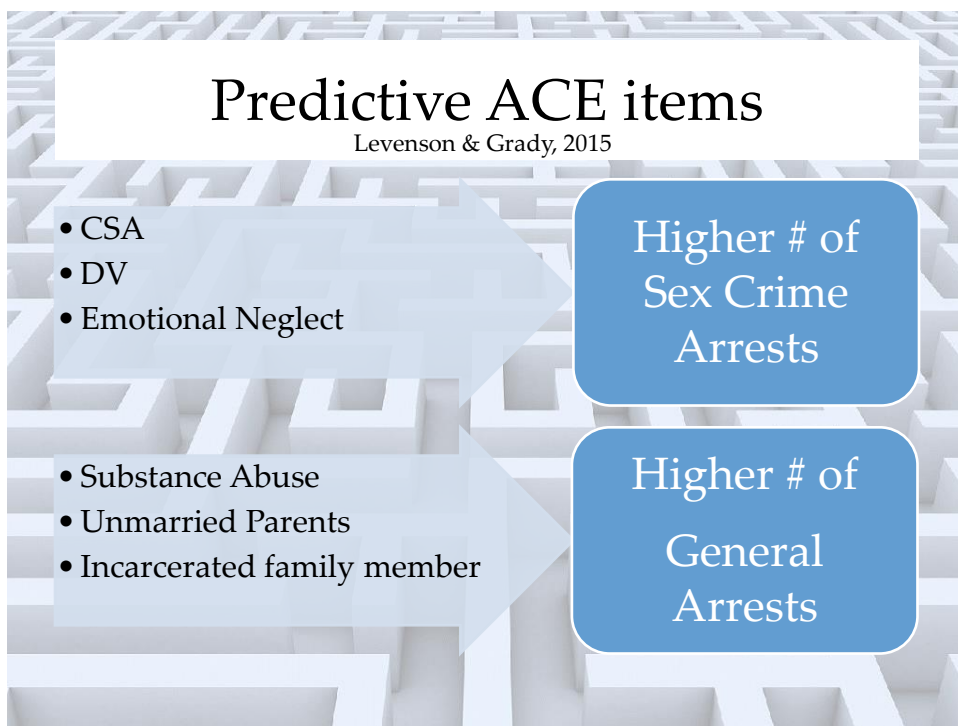 Predictive ACE items
Levenson & Grady, 2015
• CSA
• DV
• Emotional Neglect
Higher # of
Sex Crime
Arrests
• Substance Abuse
• Unmarried Parents
• Incarcerated family member
Higher # of
General
Arrests